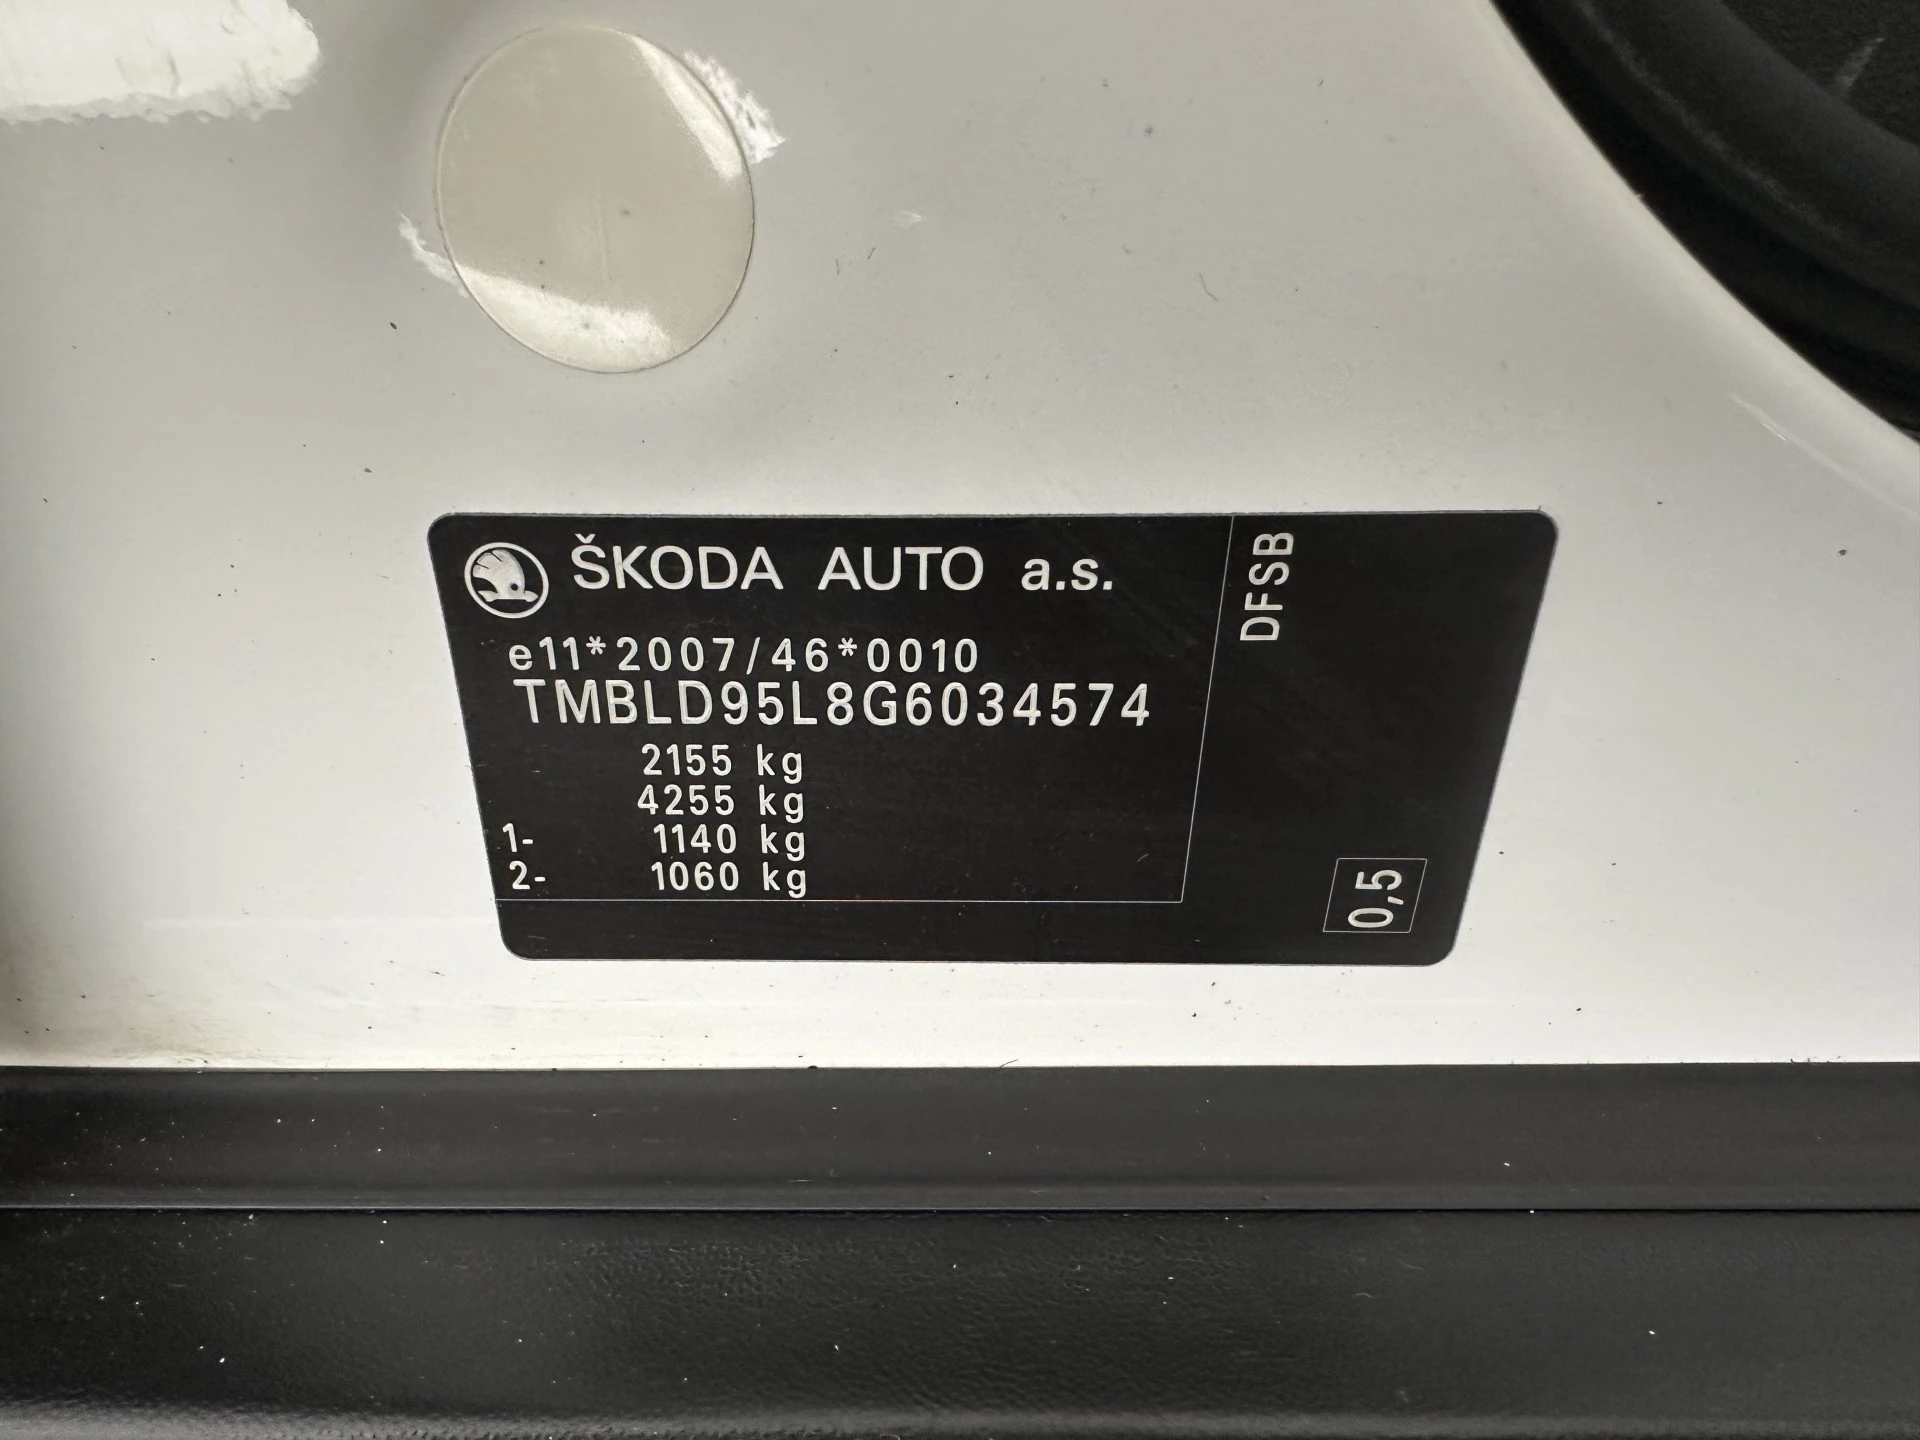 ŠKODA AUTO a.s.
e11*2007/46*0010
TMBLD95L8G6034574
2155 kg
4255 kg
1- 1140 kg
2- 1060 kg
DFSB
0,5